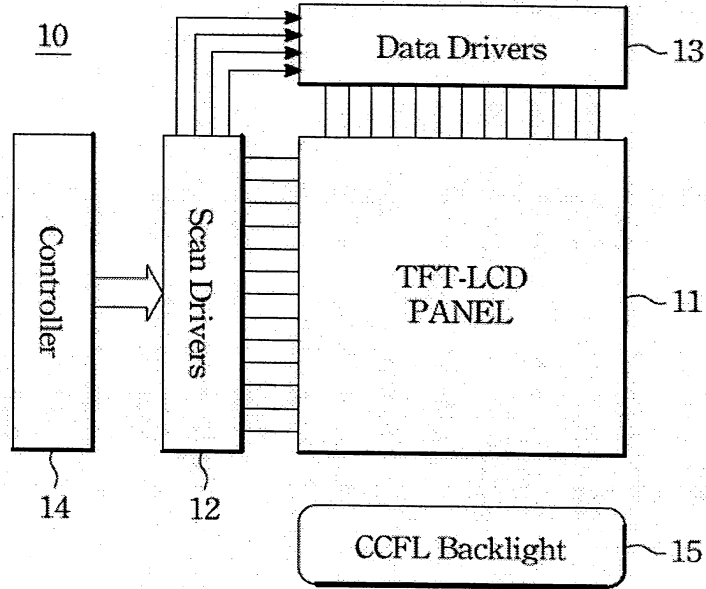 10
Data Drivers
13
Controller
Scan Drivers
TFT-LCD
PANEL
11
14
12
CCFL Backlight
15